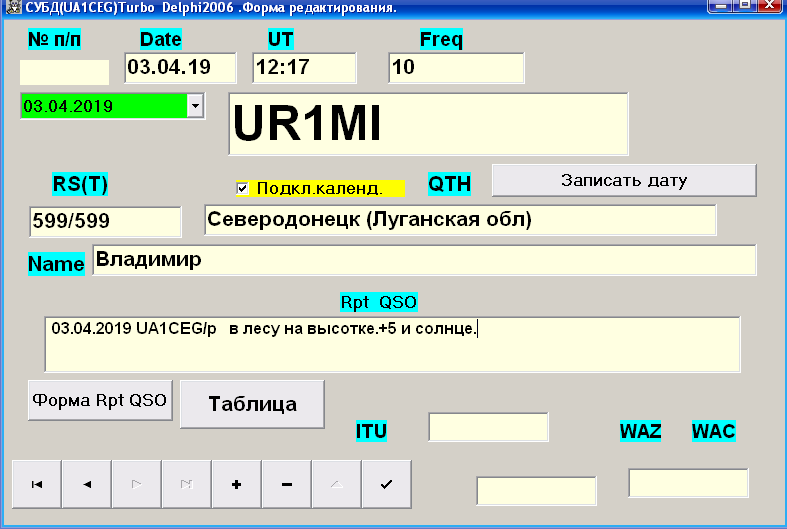 СУБД(UA1CEG)Turbo Delphi2006 .Форма редактирования.
№ п/п Date UT Freq
03.04.19 12:17 10
03.04.2019
UR1MI
RS(T) Подкл.календ. QTH Записать дату
599/599 Северодонецк (Луганская обл)
Name Владимир
Rpt QSO
03.04.2019 UA1CEG/p в лесу на высотке.+5 и солнце.
Форма Rpt QSO Таблица
ITU WAZ WAC